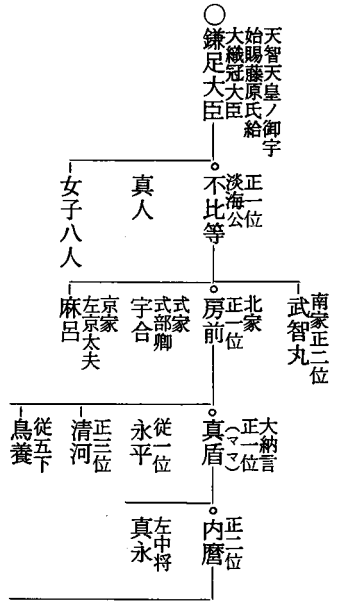 天智天皇ノ御宇
始賜藤原氏給
大織冠大臣
鎌足大臣
正一位
淡海公
不比等
真人
女子八人
南家正二位
武智丸
北家
正一位
房前
式家
式部卿
宇合
京家
左京太夫
麻呂
大納言
正一位
(ママ)
真盾
従一位
永平
正三位
清河
従五下
鳥養
正二位
内麿
左中将
真永